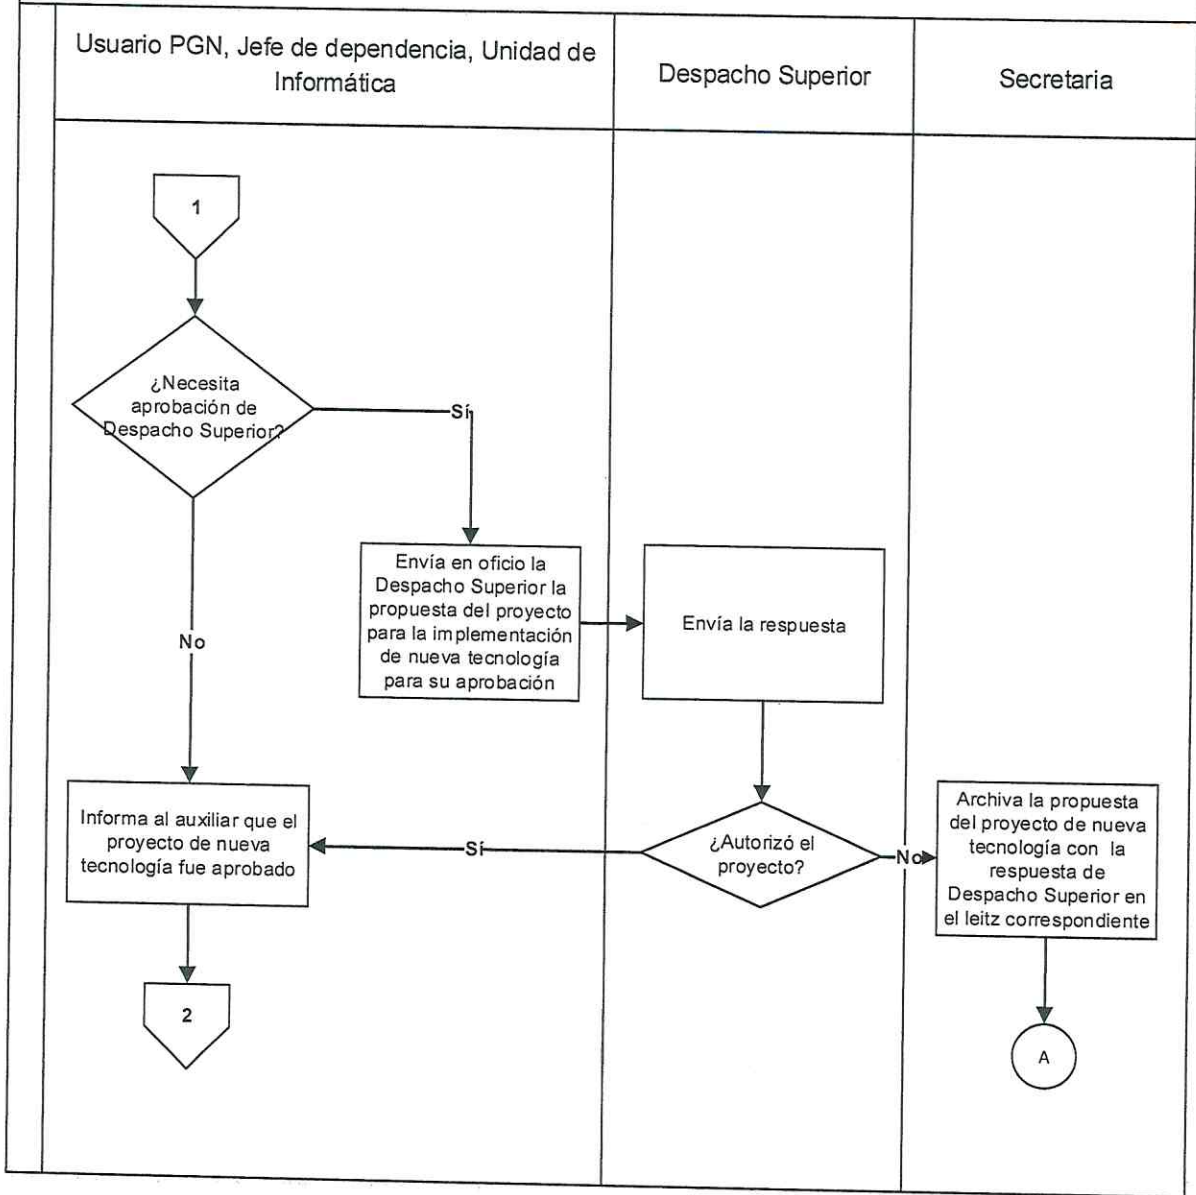 Usuario PGN, Jefe de dependencia, Unidad de
Informática
Despacho Superior
Secretaria
1
¿Necesita
aprobación de
Despacho Superior?
Sí
Envía en oficio la
Despacho Superior la
propuesta del proyecto
para la implementación
de nueva tecnología
para su aprobación
Envía la respuesta
No
Informa al auxiliar que el
proyecto de nueva
tecnología fue aprobado
Sí
¿Autorizó el
proyecto?
No
Archiva la propuesta
del proyecto de nueva
tecnología con la
respuesta de
Despacho Superior en
el leitz correspondiente
2
A